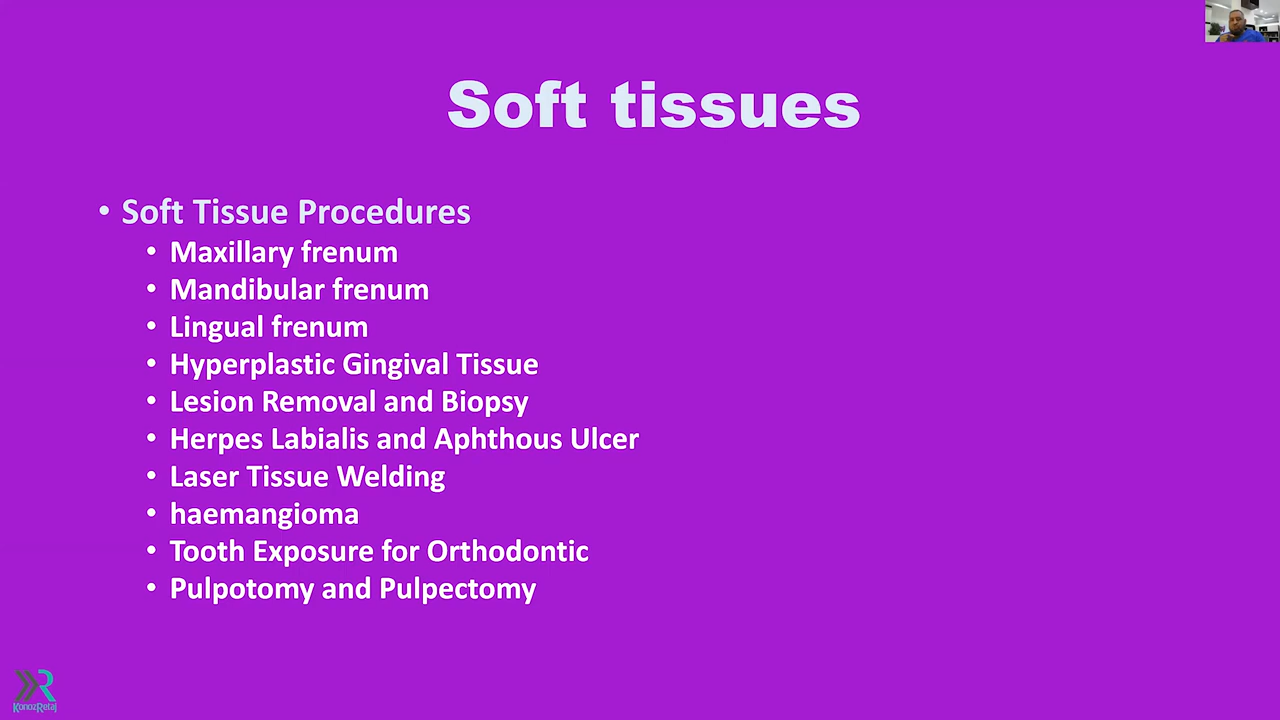 Soft tissues
• Soft Tissue Procedures
• Maxillary frenum
• Mandibular frenum
• Lingual frenum
• Hyperplastic Gingival Tissue
• Lesion Removal and Biopsy
• Herpes Labialis and Aphthous Ulcer
• Laser Tissue Welding
• haemangioma
• Tooth Exposure for Orthodontic
• Pulpotomy and Pulpectomy
KonozRetaj